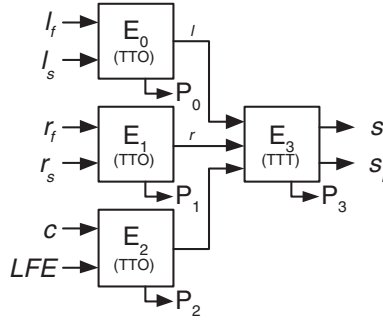 l_f
l_s
E_0
(TTO)
l
P_0
r_f
r_s
E_1
(TTO)
r
P_1
E_3
(TTT)
s
s
P_3
c
LFE
E_2
(TTO)
P_2